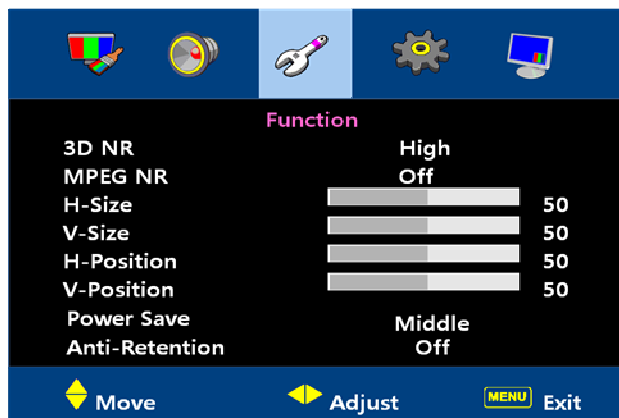 Function
3D NR High
MPEG NR Off
H-Size 50
V-Size 50
H-Position 50
V-Position 50
Power Save Middle
Anti-Retention Off
Move Adjust MENU Exit